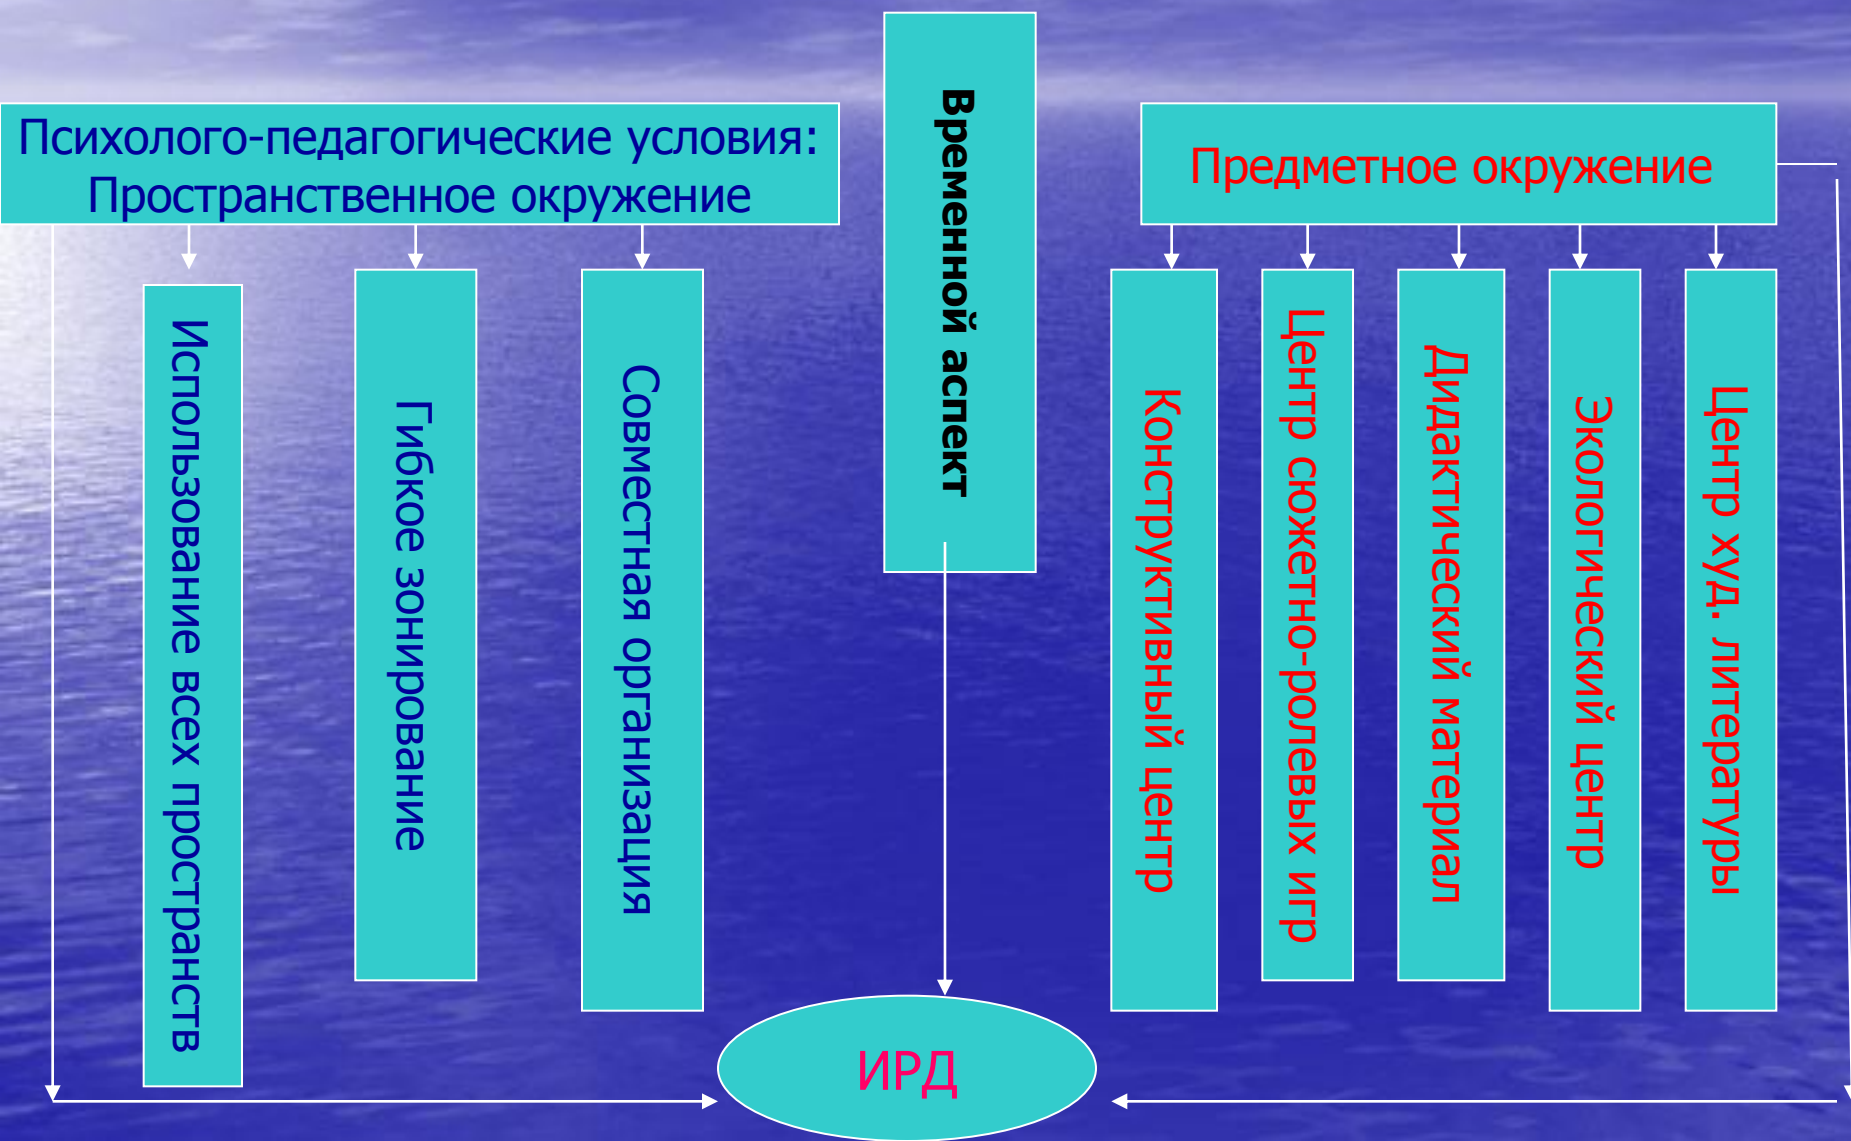 Психолого-педагогические условия:
Пространственное окружение
Использование всех пространств
Гибкое зонирование
Совместная организация
Временной аспект
Предметное окружение
Конструктивный центр
Центр сюжетно-ролевых игр
Дидактический материал
Экологический центр
Центр худ. литературы
ИРД